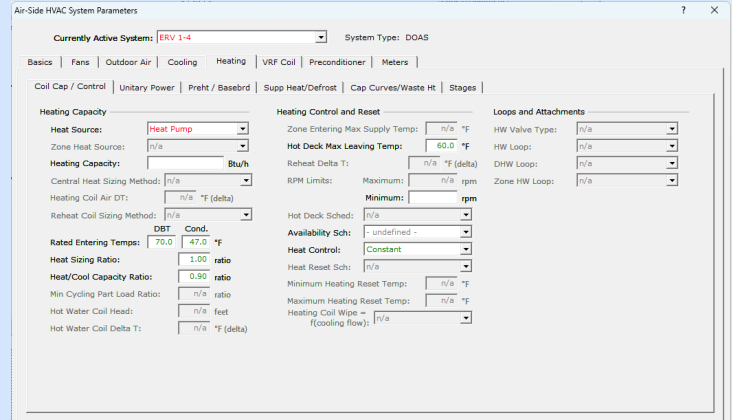 Air-Side HVAC System Parameters ? X
Currently Active System: ERV 1-4 System Type: DOAS
Basics Fans Outdoor Air Cooling Heating VRF Coil Preconditioner Meters
Coil Cap / Control Unitary Power Preht / Basebrd Supp Heat/Defrost Cap Curves/Waste Ht Stages
Heating Capacity
Heat Source: Heat Pump
Zone Heat Source: n/a
Heating Capacity: Btu/h
Central Heat Sizing Method: n/a
Heating Coil Air DT: n/a °F (delta)
Reheat Coil Sizing Method: n/a
DBT Cond.
Rated Entering Temps: 70.0 47.0 °F
Heat Sizing Ratio: 1.00 ratio
Heat/Cool Capacity Ratio: 0.90 ratio
Min Cycling Part Load Ratio: n/a ratio
Hot Water Coil Head: n/a feet
Hot Water Coil Delta T: n/a °F (delta)
Heating Control and Reset
Zone Entering Max Supply Temp: n/a °F
Hot Deck Max Leaving Temp: 60.0 °F
Reheat Delta T: n/a °F (delta)
RPM Limits: Maximum: n/a rpm
Minimum: rpm
Hot Deck Sched: n/a
Availability Sch: - undefined -
Heat Control: Constant
Heat Reset Sch: n/a
Minimum Heating Reset Temp: n/a °F
Maximum Heating Reset Temp: n/a °F
Heating Coil Wipe =
f(cooling flow): n/a
Loops and Attachments
HW Valve Type: n/a
HW Loop: n/a
DHW Loop: n/a
Zone HW Loop: n/a